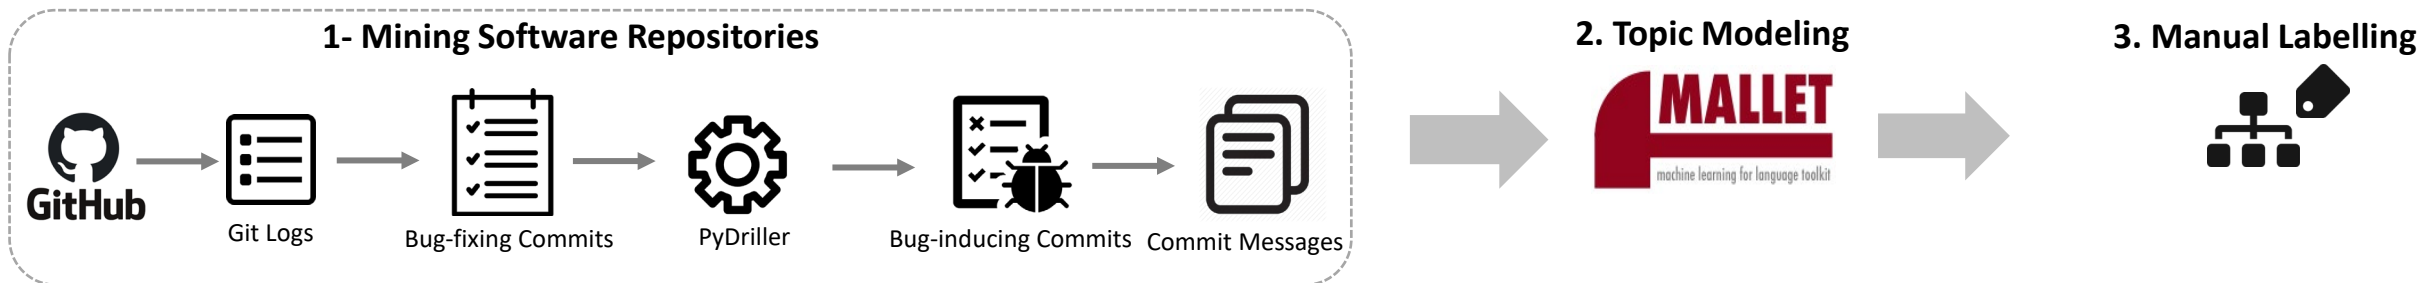 1- Mining Software Repositories
GitHub
Git Logs
Bug-fixing Commits
PyDriller
Bug-inducing Commits
Commit Messages
2. Topic Modeling
MALLET
machine learning for language toolkit
3. Manual Labelling